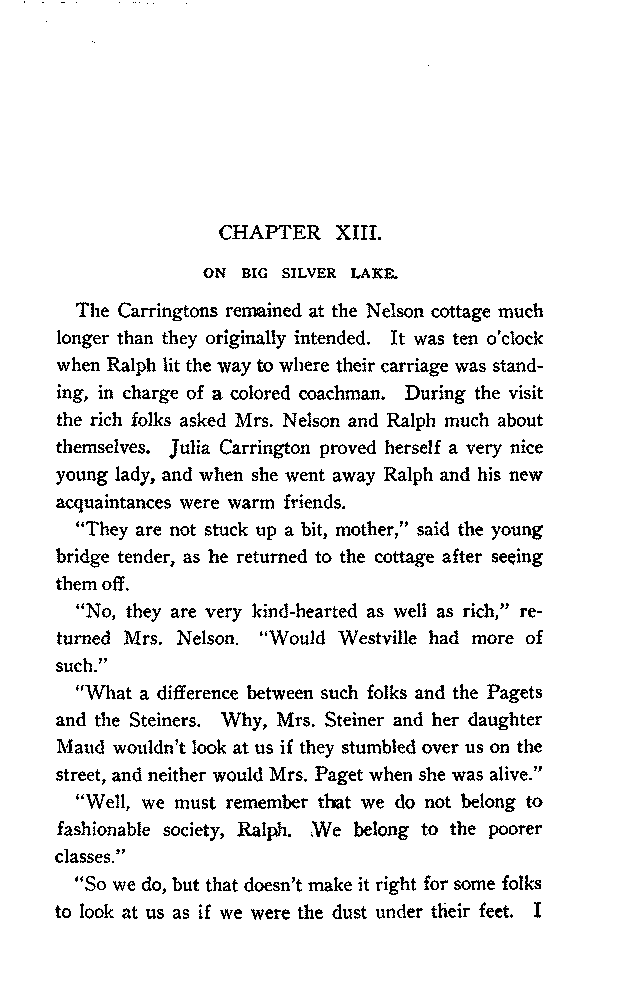 CHAPTER XIII.
ON BIG SILVER LAKE.
The Carringtons remained at the Nelson cottage much
longer than they originally intended. It was ten o'clock
when Ralph lit the way to where their carriage was stand-
ing, in charge of a colored coachman. During the visit
the rich folks asked Mrs. Nelson and Ralph much about
themselves. Julia Carrington proved herself a very nice
young lady, and when she went away Ralph and his new
acquaintances were warm friends.
"They are not stuck up a bit, mother," said the young
bridge tender, as he returned to the cottage after seeing
them off.
"No, they are very kind-hearted as well as rich," re-
turned Mrs. Nelson. "Would Westville had more of
such."
"What a difference between such folks and the Pagets
and the Steiners. Why, Mrs. Steiner and her daughter
Maud wouldn't look at us if they stumbled over us on the
street, and neither would Mrs. Paget when she was alive."
"Well, we must remember that we do not belong to
fashionable society, Ralph. We belong to the poorer
classes."
"So we do, but that doesn't make it right for some folks
to look at us as if we were the dust under their feet. I